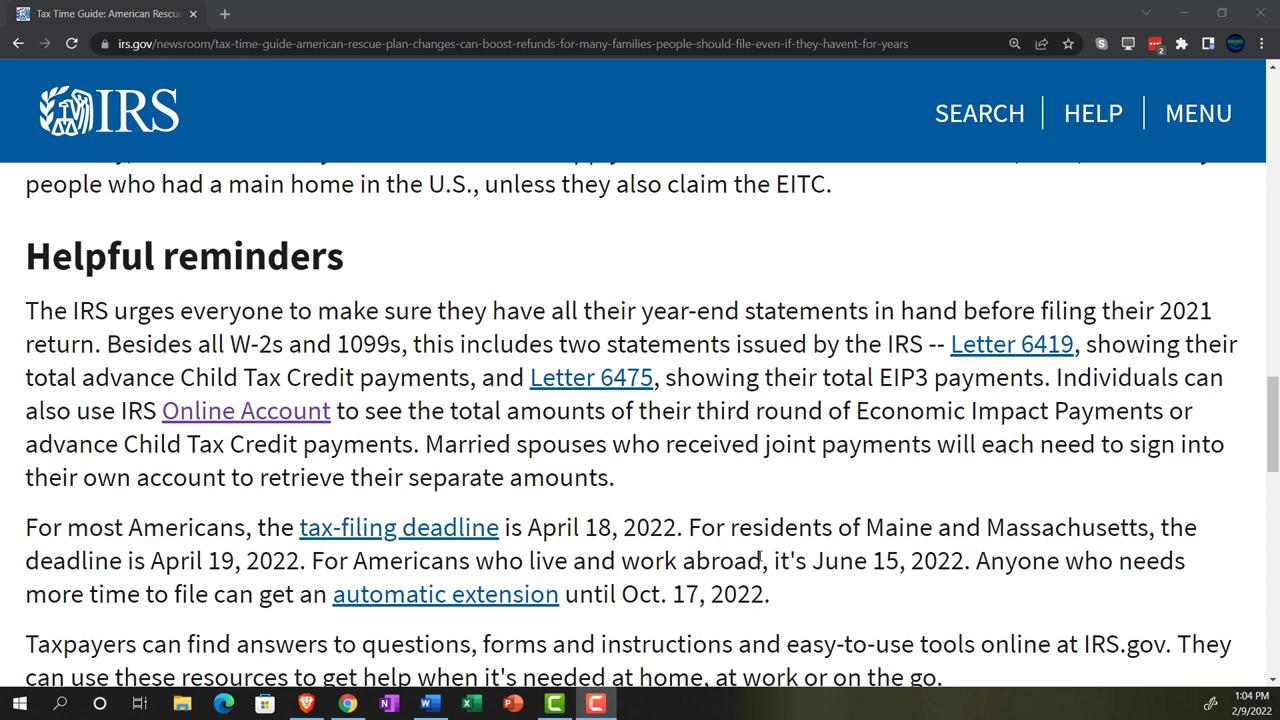 Tax Time Guide: American Rescue
irs.gov/newsroom/tax-time-guide-american-rescue-plan-changes-can-boost-refunds-for-many-families-people-should-file-even-if-they-havent-for-years
2
IRS
SEARCH
HELP
MENU
people who had a main home in the U.S., unless they also claim the EITC.
Helpful reminders
The IRS urges everyone to make sure they have all their year-end statements in hand before filing their 2021
return. Besides all W-2s and 1099s, this includes two statements issued by the IRS -- Letter 6419, showing their
total advance Child Tax Credit payments, and Letter 6475, showing their total EIP3 payments. Individuals can
also use IRS Online Account to see the total amounts of their third round of Economic Impact Payments or
advance Child Tax Credit payments. Married spouses who received joint payments will each need to sign into
their own account to retrieve their separate amounts.
For most Americans, the tax-filing deadline is April 18, 2022. For residents of Maine and Massachusetts, the
deadline is April 19, 2022. For Americans who live and work abroad, it's June 15, 2022. Anyone who needs
more time to file can get an automatic extension until Oct. 17, 2022.
Taxpayers can find answers to questions, forms and instructions and easy-to-use tools online at IRS.gov. They
can use these resources to get help when it's needed at home, at work or on the go.
1:04 PM
2/9/2022